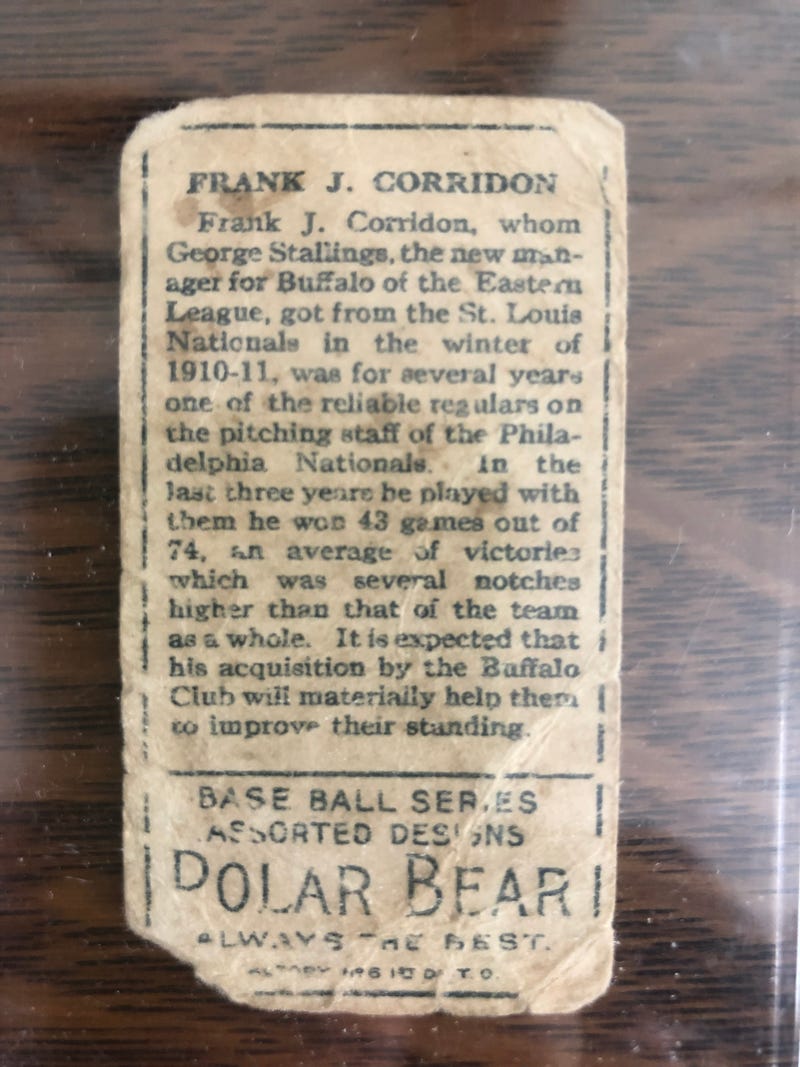 FRANK J. CORRIDON
Frank J. Corridon, whom
George Stallings, the new man-
ager for Buffalo of the Eastern
League, got from the St. Louis
Nationals in the winter of
1910-11, was for several years
one of the reliable regulars on
the pitching staff of the Phila-
delphia Nationals. In the
last three years he played with
them he won 43 games out of
74, an average of victories
which was several notches
higher than that of the team
as a whole. It is expected that
his acquisition by the Buffalo
Club will materially help them
to improve their standing.
BASE BALL SERIES
ASSORTED DESIGNS
POLAR BEAR
ALWAYS THE BEST.